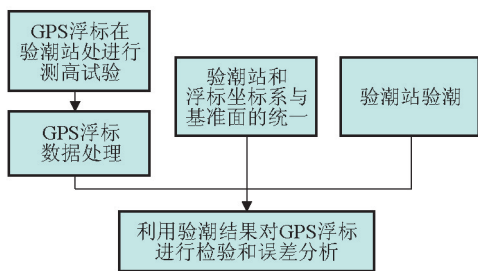 GPS浮标在
验潮站处进行
测高试验
GPS浮标
数据处理
验潮站和
浮标坐标系与
基准面的统一
验潮站验潮
利用验潮结果对GPS浮标
进行检验和误差分析